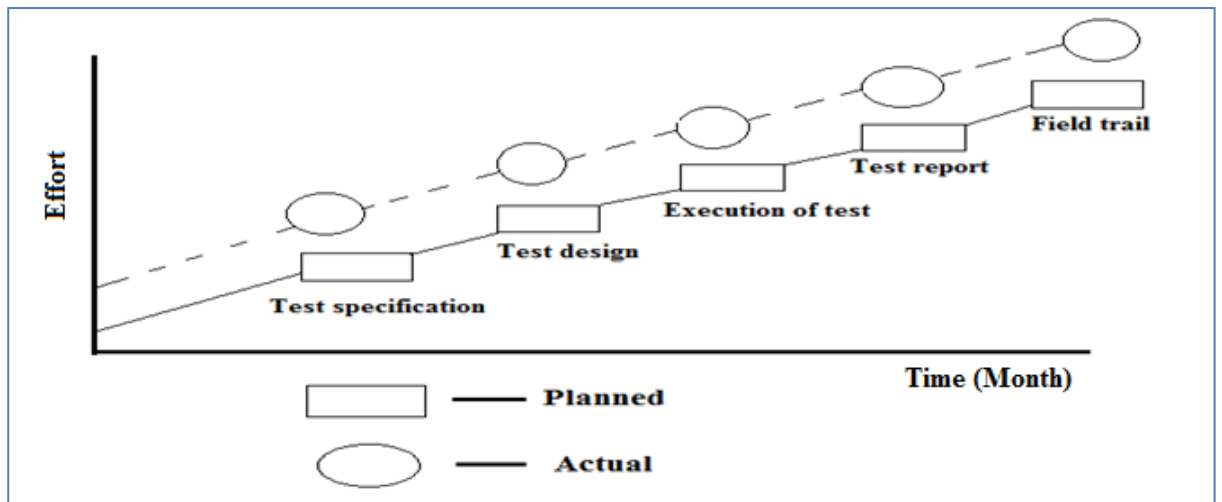 Effort
Field trail
Test report
Execution of test
Test design
Test specification
Time (Month)
Planned
Actual